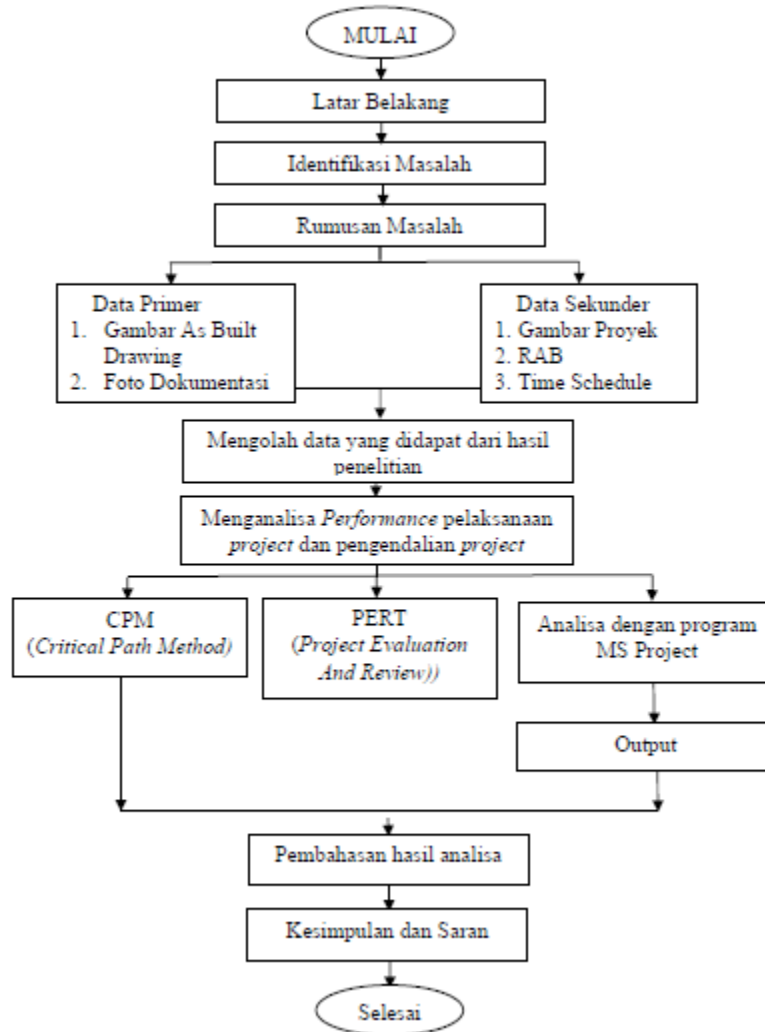 MULAI
Latar Belakang
Identifikasi Masalah
Rumusan Masalah
Data Primer
1. Gambar As Built
Drawing
2. Foto Dokumentasi
Data Sekunder
1. Gambar Proyek
2. RAB
3. Time Schedule
Mengolah data yang didapat dari hasil
penelitian
Menganalisa Performance pelaksanaan
project dan pengendalian project
CPM
(Critical Path Method)
PERT
(Project Evaluation
And Review))
Analisa dengan program
MS Project
Output
Pembahasan hasil analisa
Kesimpulan dan Saran
Selesai